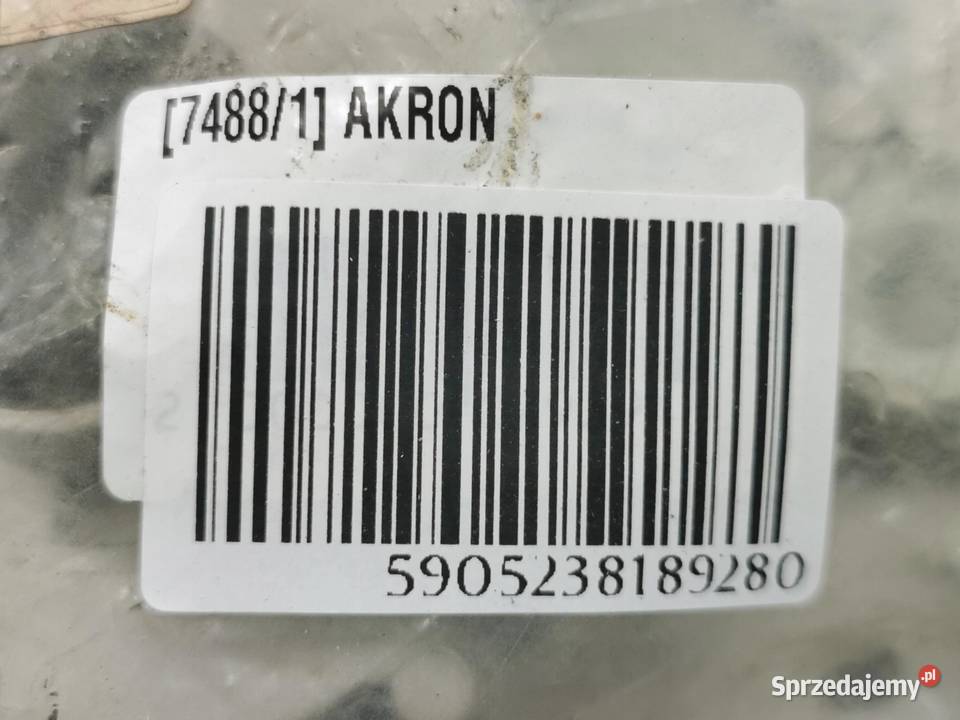 [7488/1] AKRON
5905238189280
Sprzedajemy.pl